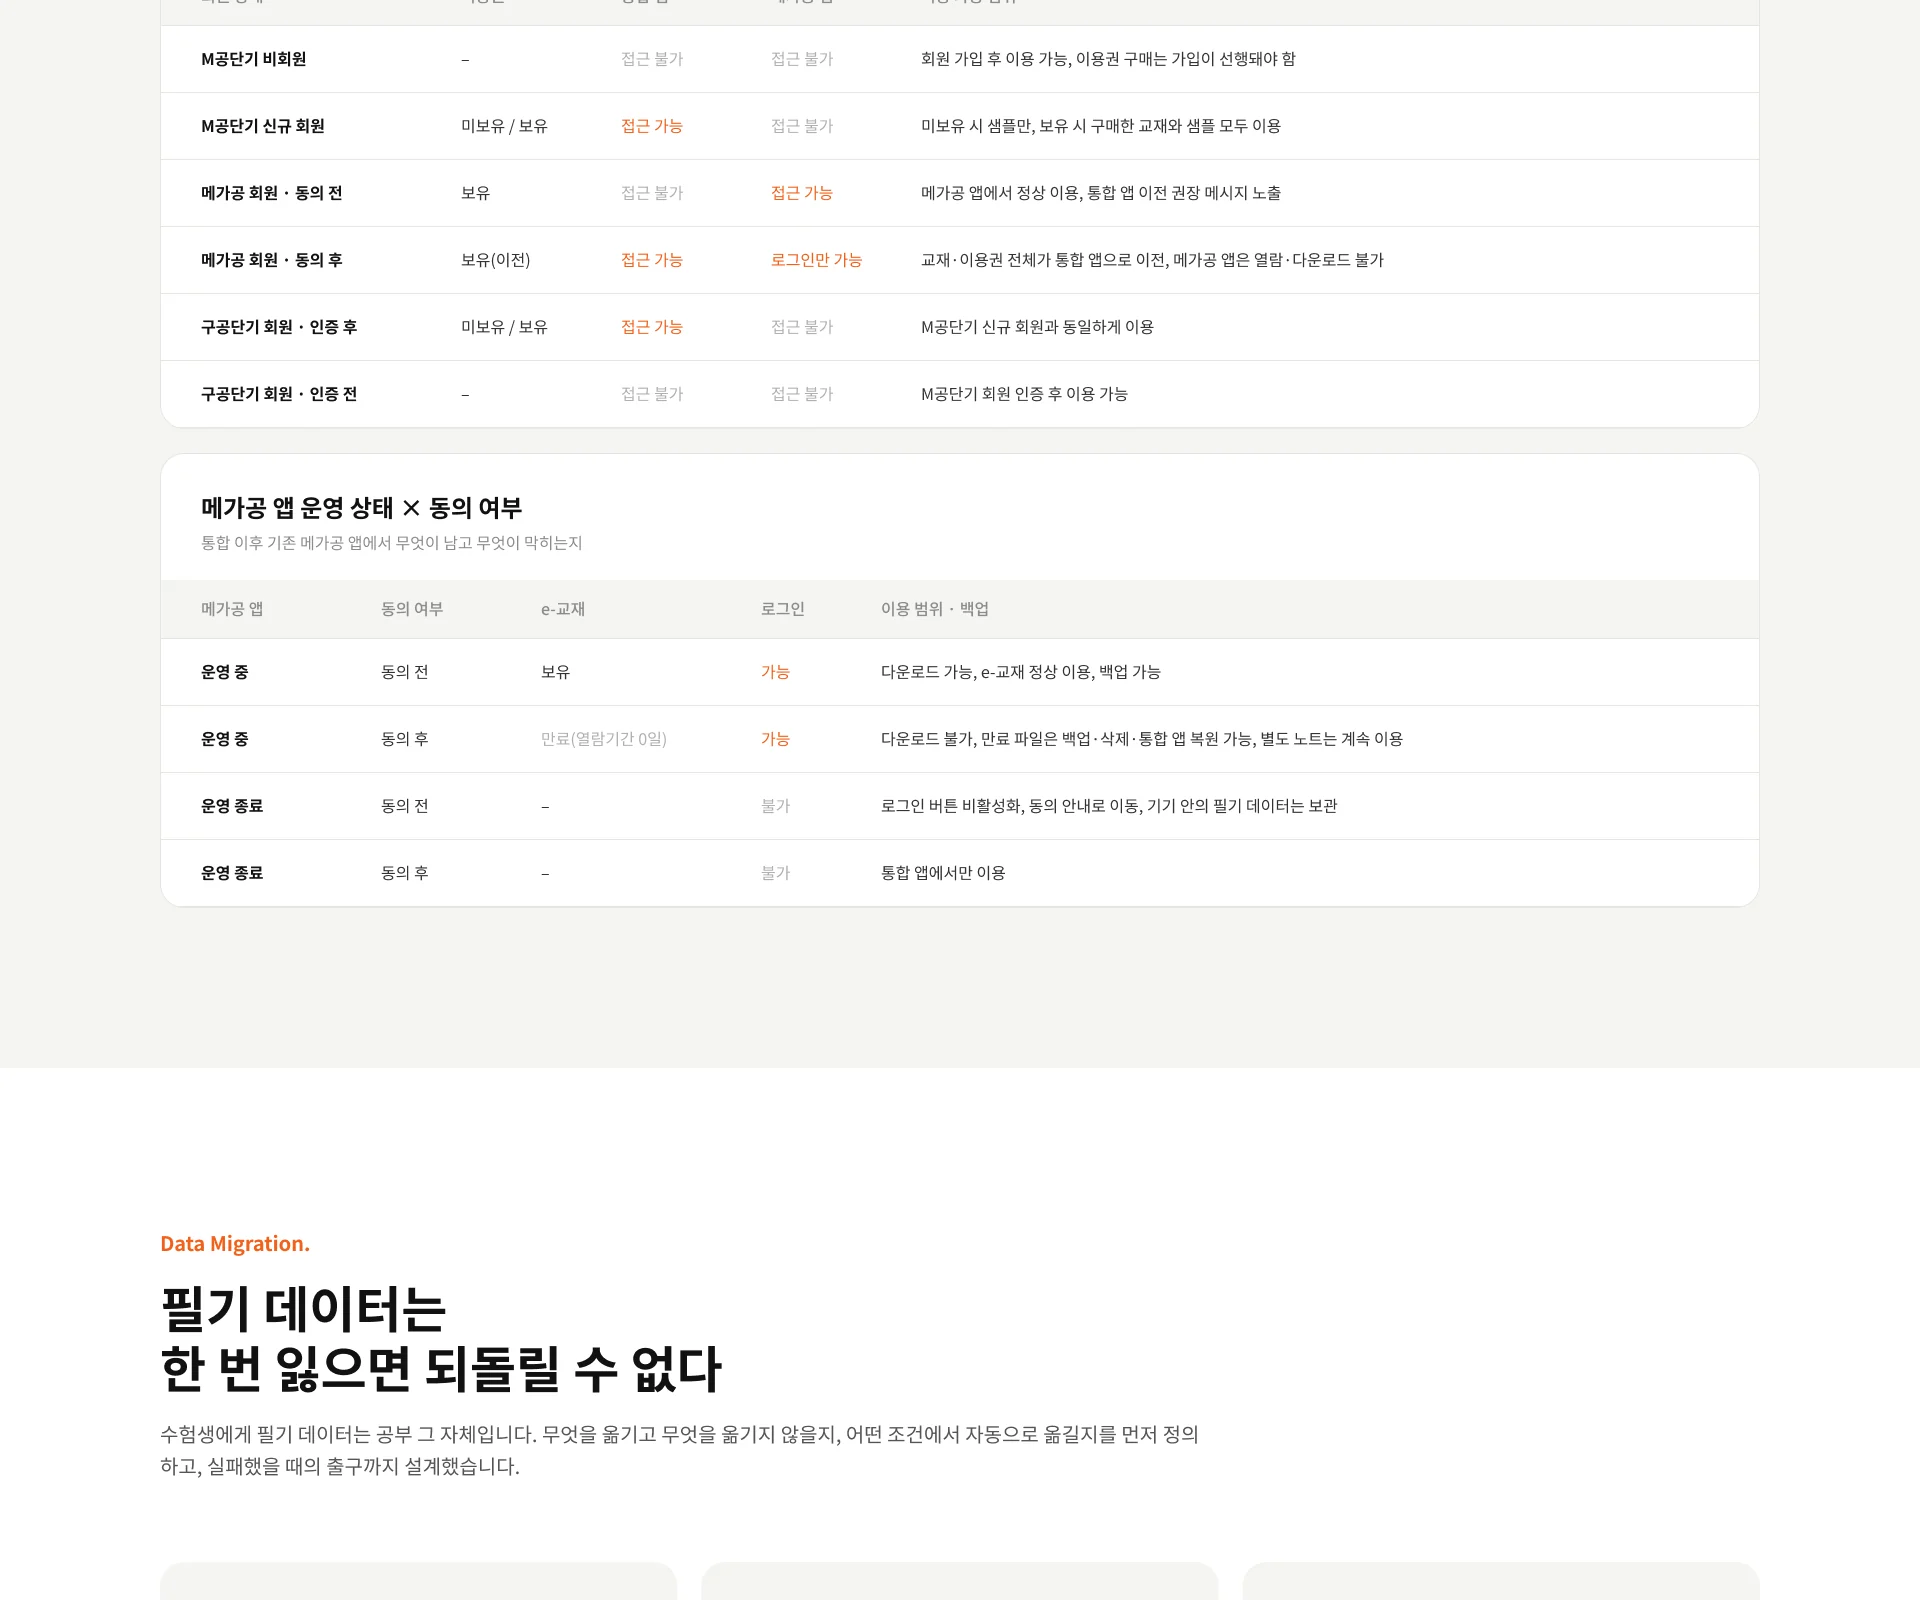 M공단기 비회원 – 접근 불가 접근 불가 회원 가입 후 이용 가능, 이용권 구매는 가입이 선행돼야 함
M공단기 신규 회원 미보유 / 보유 접근 가능 접근 불가 미보유 시 샘플만, 보유 시 구매한 교재와 샘플 모두 이용
메가공 회원 · 동의 전 보유 접근 불가 접근 가능 메가공 앱에서 정상 이용, 통합 앱 이전 권장 메시지 노출
메가공 회원 · 동의 후 보유(이전) 접근 가능 로그인만 가능 교재·이용권 전체가 통합 앱으로 이전, 메가공 앱은 열람·다운로드 불가
구공단기 회원 · 인증 후 미보유 / 보유 접근 가능 접근 불가 M공단기 신규 회원과 동일하게 이용
구공단기 회원 · 인증 전 – 접근 불가 접근 불가 M공단기 회원 인증 후 이용 가능
메가공 앱 운영 상태 × 동의 여부
통합 이후 기존 메가공 앱에서 무엇이 남고 무엇이 막히는지
메가공 앱 동의 여부 e-교재 로그인 이용 범위 · 백업
운영 중 동의 전 보유 가능 다운로드 가능, e-교재 정상 이용, 백업 가능
운영 중 동의 후 만료(열람기간 0일) 가능 다운로드 불가, 만료 파일은 백업·삭제·통합 앱 복원 가능, 별도 노트는 계속 이용
운영 종료 동의 전 – 불가 로그인 버튼 비활성화, 동의 안내로 이동, 기기 안의 필기 데이터는 보관
운영 종료 동의 후 – 불가 통합 앱에서만 이용
Data Migration.
필기 데이터는
한 번 잃으면 되돌릴 수 없다
수험생에게 필기 데이터는 공부 그 자체입니다. 무엇을 옮기고 무엇을 옮기지 않을지, 어떤 조건에서 자동으로 옮길지를 먼저 정의
하고, 실패했을 때의 출구까지 설계했습니다.